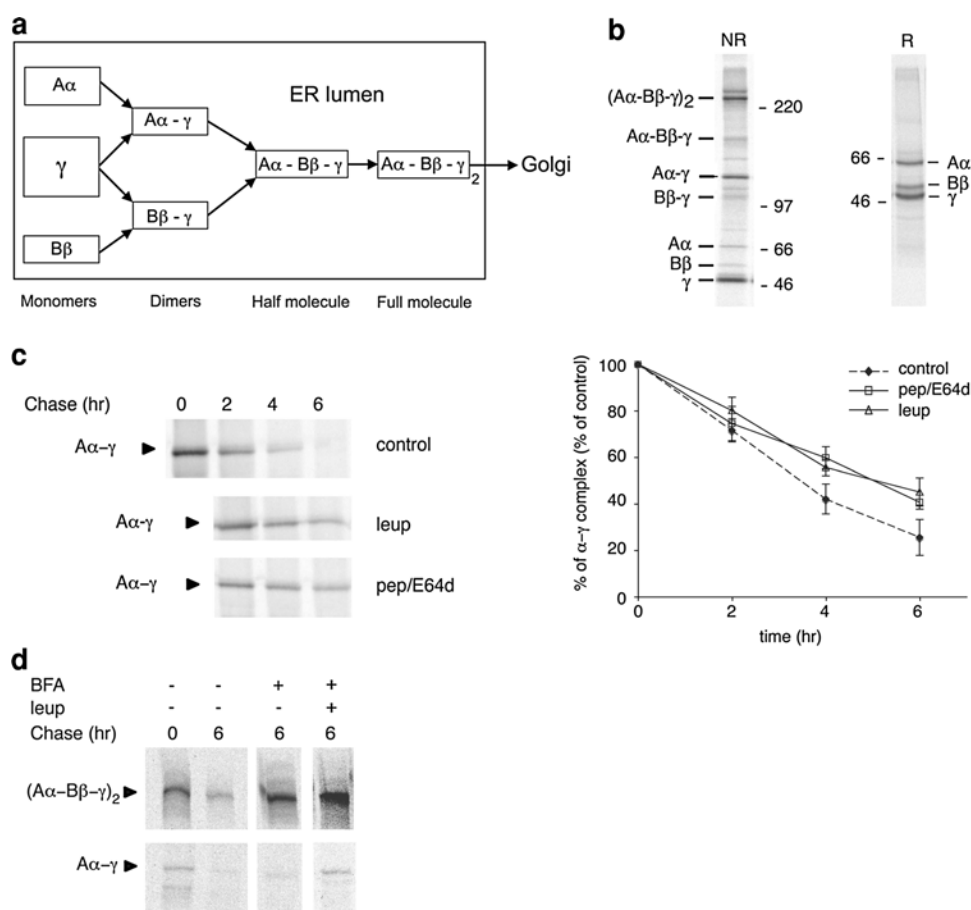 a
ER lumen
Aα
γ
Bβ
Aα - γ
Bβ - γ
Aα - Bβ - γ
Aα - Bβ - γ
2
Golgi
Monomers Dimers Half molecule Full molecule
b
NR R
(Aα-Bβ-γ)2
Aα-Bβ-γ
Aα-γ
Bβ-γ
Aα
Bβ
γ
- 220
- 97
- 66
- 46
66 -
46 -
Aα
Bβ
γ
c
Chase (hr) 0 2 4 6
Aα–γ control
Aα-γ leup
Aα–γ pep/E64d
% of α–γ complex (% of control)
100
80
60
40
20
0
0 2 4 6
time (hr)
control
pep/E64d
leup
d
BFA - - + +
leup - - - +
Chase (hr) 0 6 6 6
(Aα–Bβ–γ)2
Aα–γ